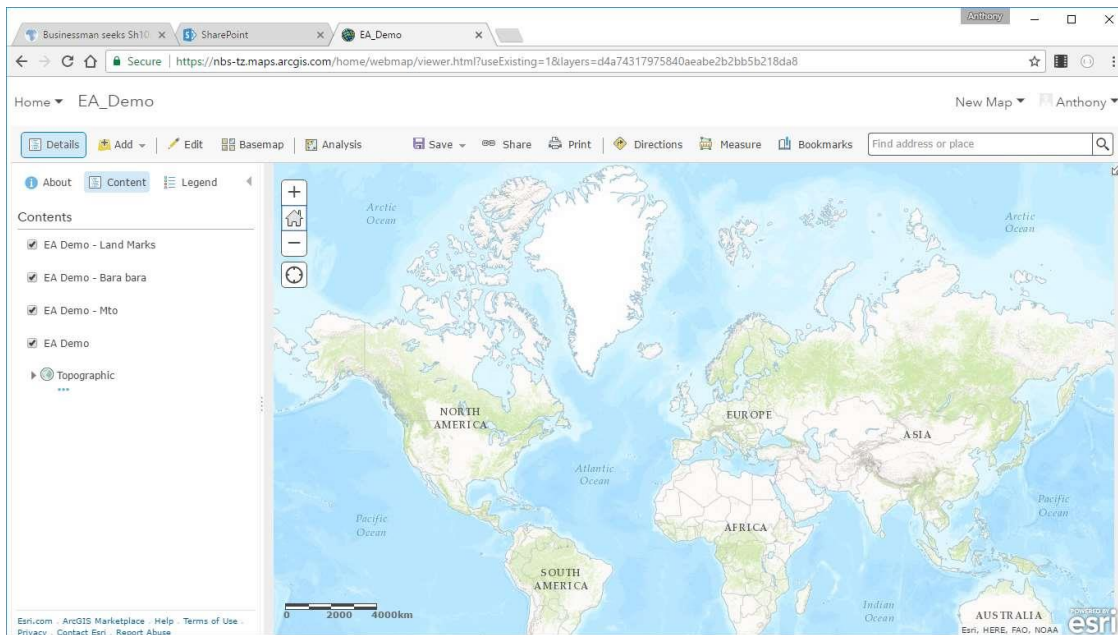 Anthony
Businessman seeks Sh10
SharePoint
EA_Demo
Secure | https://nbs-tz.maps.arcgis.com/home/webmap/viewer.html?useExisting=1&layers=d4a74317975840aeabe2b2bb5b218da8
Home EA_Demo New Map Anthony
Details Add Edit Basemap Analysis Save Share Print Directions Measure Bookmarks Find address or place
About Content Legend
Contents
EA Demo - Land Marks
EA Demo - Bara bara
EA Demo - Mto
EA Demo
Topographic
Arctic
Ocean
Arctic
Ocean
NORTH
AMERICA
EUROPE
ASIA
Atlantic
Ocean
Pacific
Ocean
Pacific
Ocean
AFRICA
SOUTH
AMERICA
Indian
Ocean
AUSTRALIA
0 2000 4000km
POWERED BY
esri
Esri, HERE, FAO, NOAA
Esri.com . ArcGIS Marketplace . Help . Terms of Use .
Privacy . Contact Esri . Report Abuse